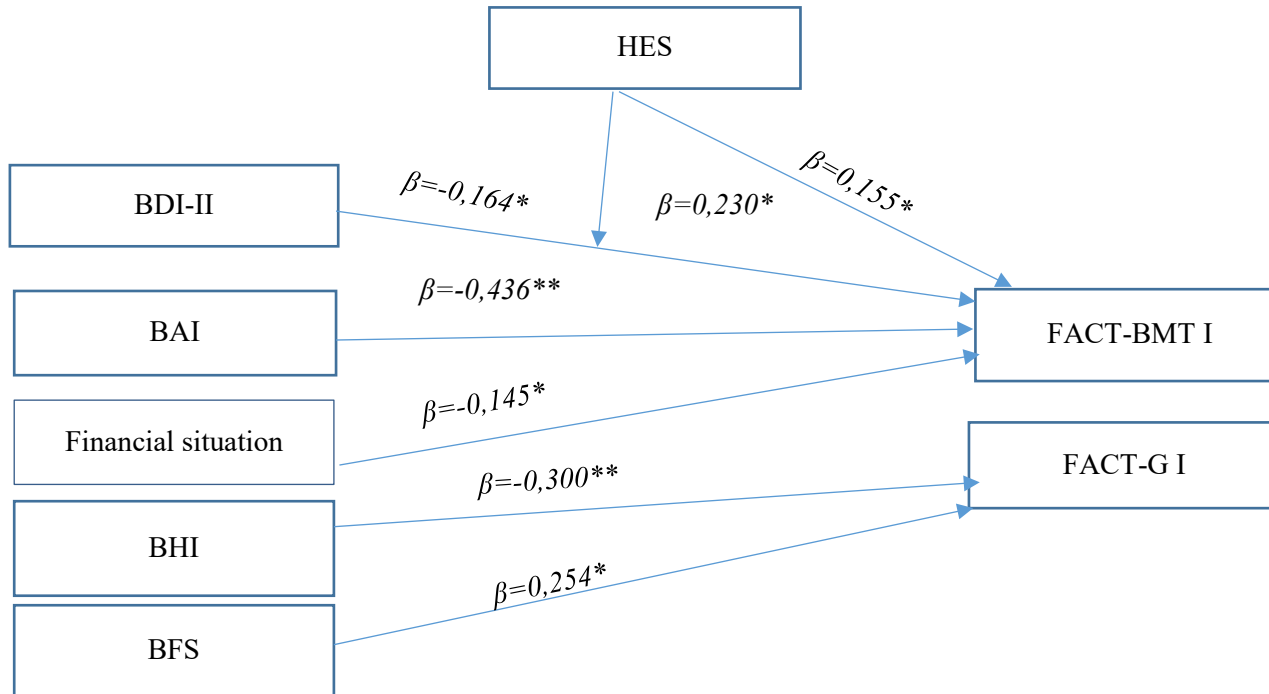 HES
β=0,155*
BDI-II
β=-0,164*
β=0,230*
β=-0,436**
BAI
FACT-BMT I
β=-0,145*
Financial situation
FACT-G I
β=-0,300**
BHI
β=0,254*
BFS